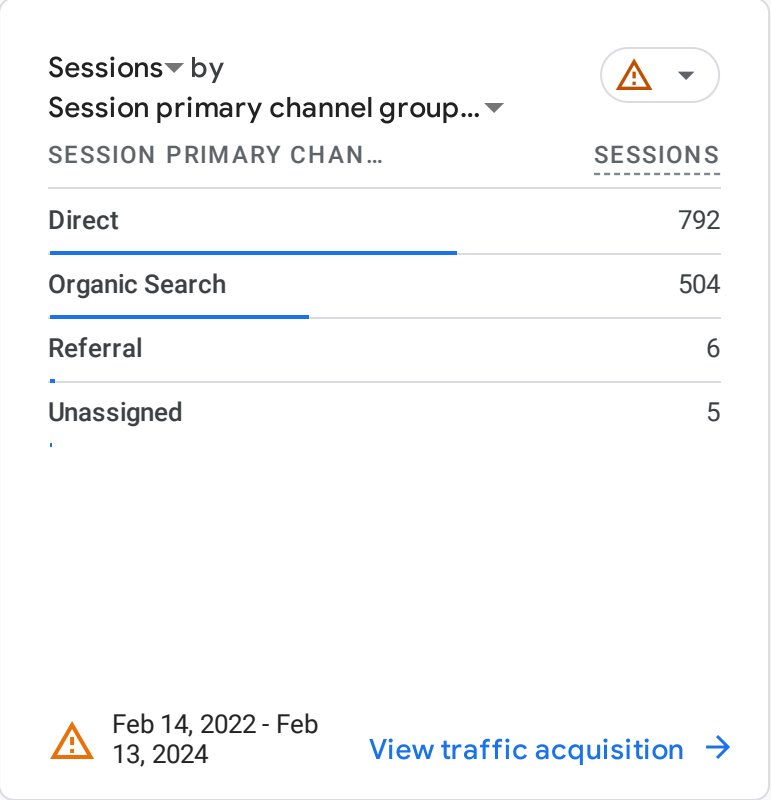 Sessions by
Session primary channel group…
SESSION PRIMARY CHAN… SESSIONS
Direct 792
Organic Search 504
Referral 6
Unassigned 5
Feb 14, 2022 - Feb
13, 2024
View traffic acquisition